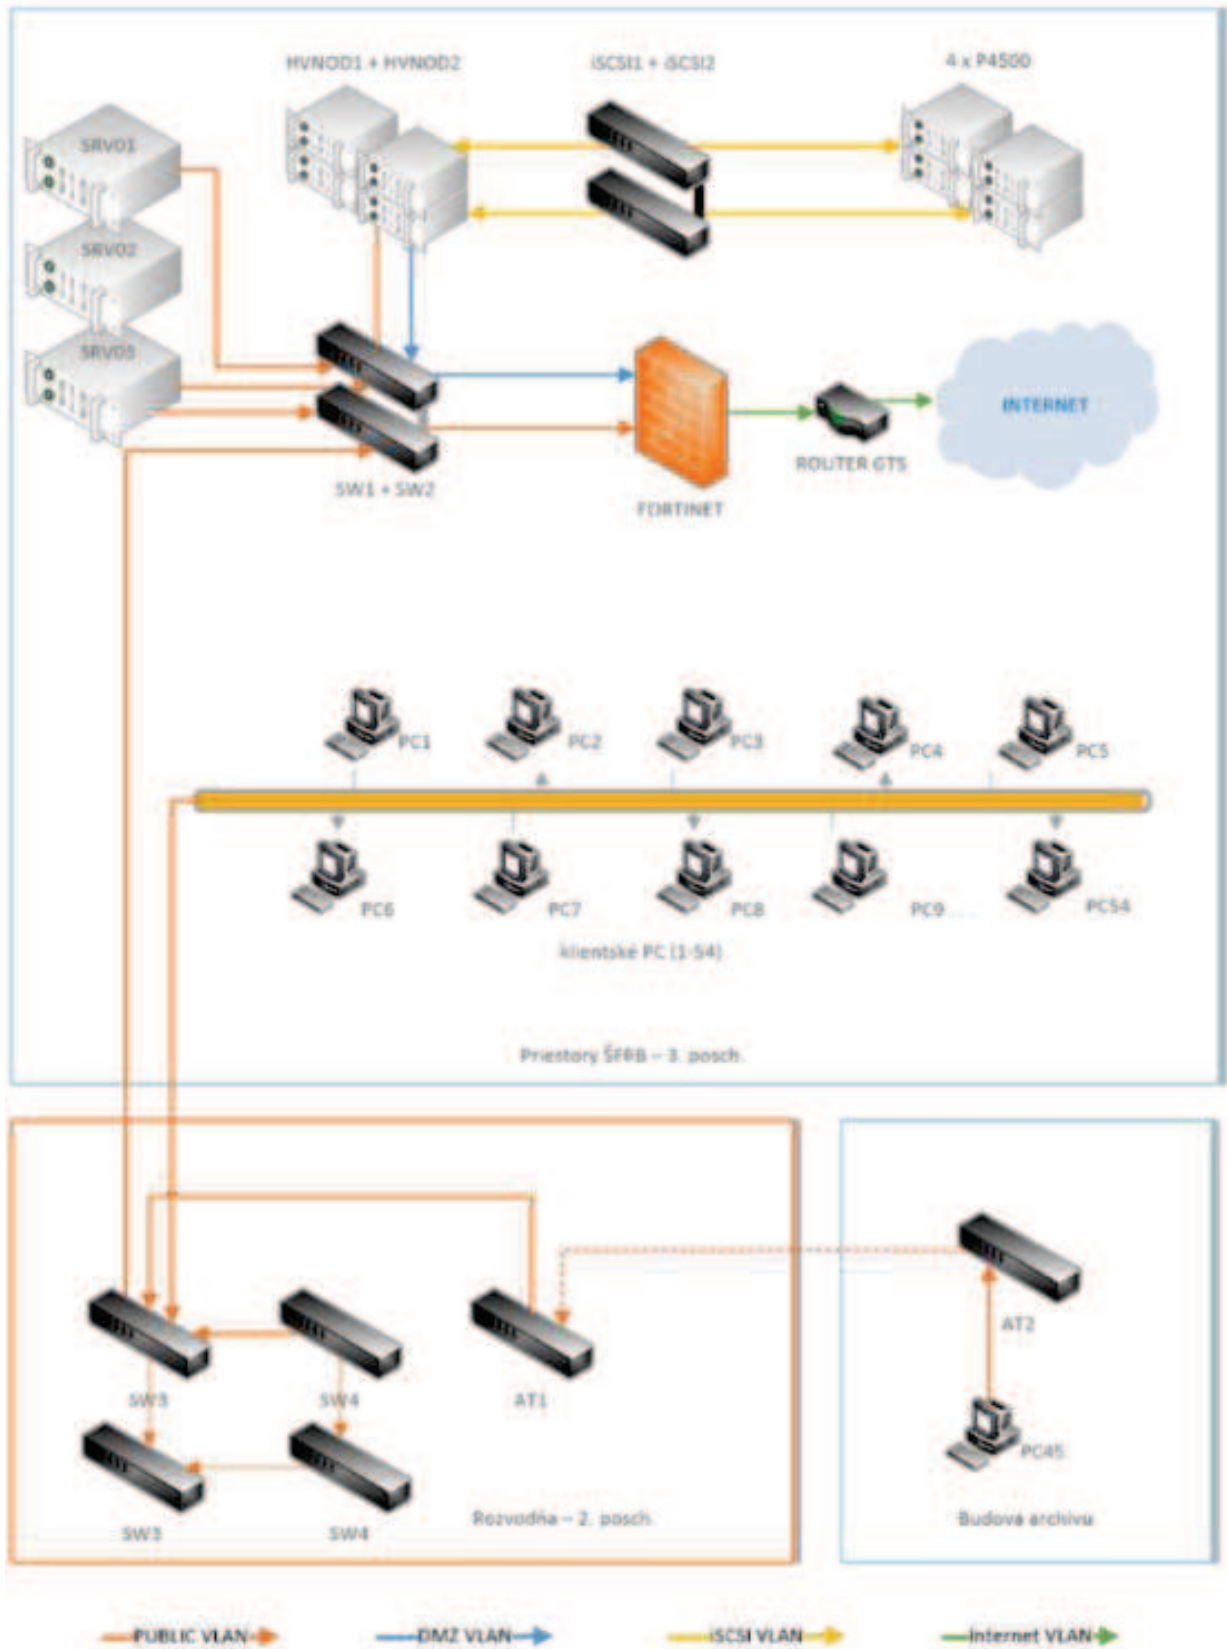 HVNOD1 + HVNOD2
iSCSI1 + iSCSI2
4 x P4500
SRV01
SRV02
SRV03
INTERNET
ROUTER GTS
SW1 + SW2
FORTINET
PC1
PC2
PC3
PC4
PC5
PC6
PC7
PC8
PC9 ...
PC54
klientské PC (1-54)
Priestory ŠFRB – 3. posch.
SW3
SW4
AT1
AT2
PC45
SW3
SW4
Rozvodňa – 2. posch.
Budova archívu
PUBLIC VLAN
DMZ VLAN
iSCSI VLAN
Internet VLAN